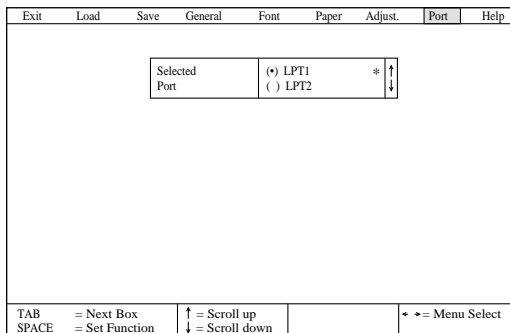 Exit Load Save General Font Paper Adjust. Port Help
Selected (•) LPT1 * ↑
Port ( ) LPT2 ↓
TAB = Next Box ↑ = Scroll up ← → = Menu Select
SPACE = Set Function ↓ = Scroll down